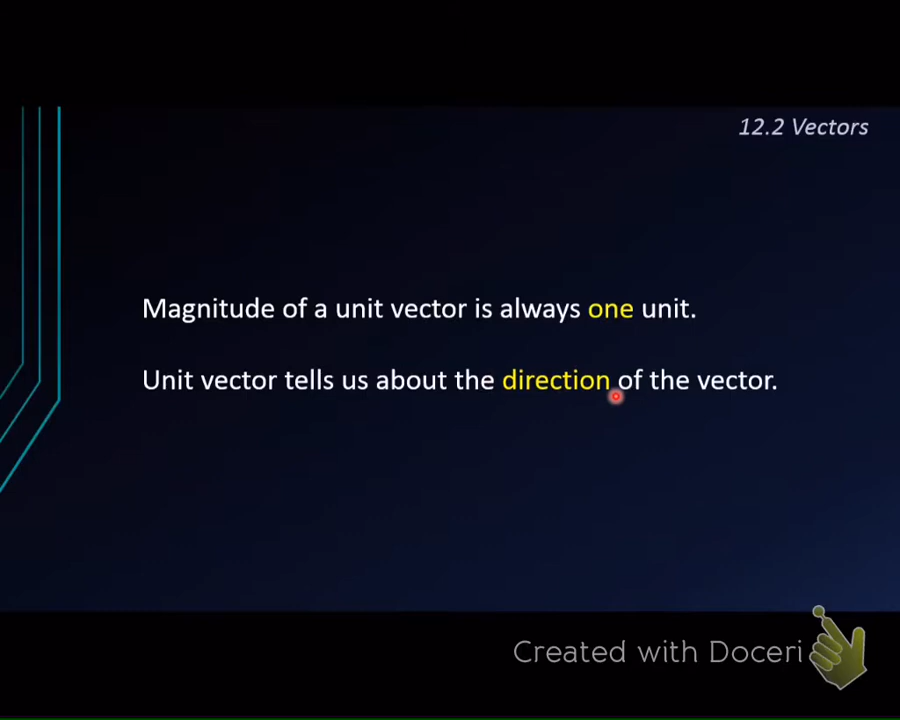 12.2 Vectors
Magnitude of a unit vector is always one unit.
Unit vector tells us about the direction of the vector.
Created with Doceri